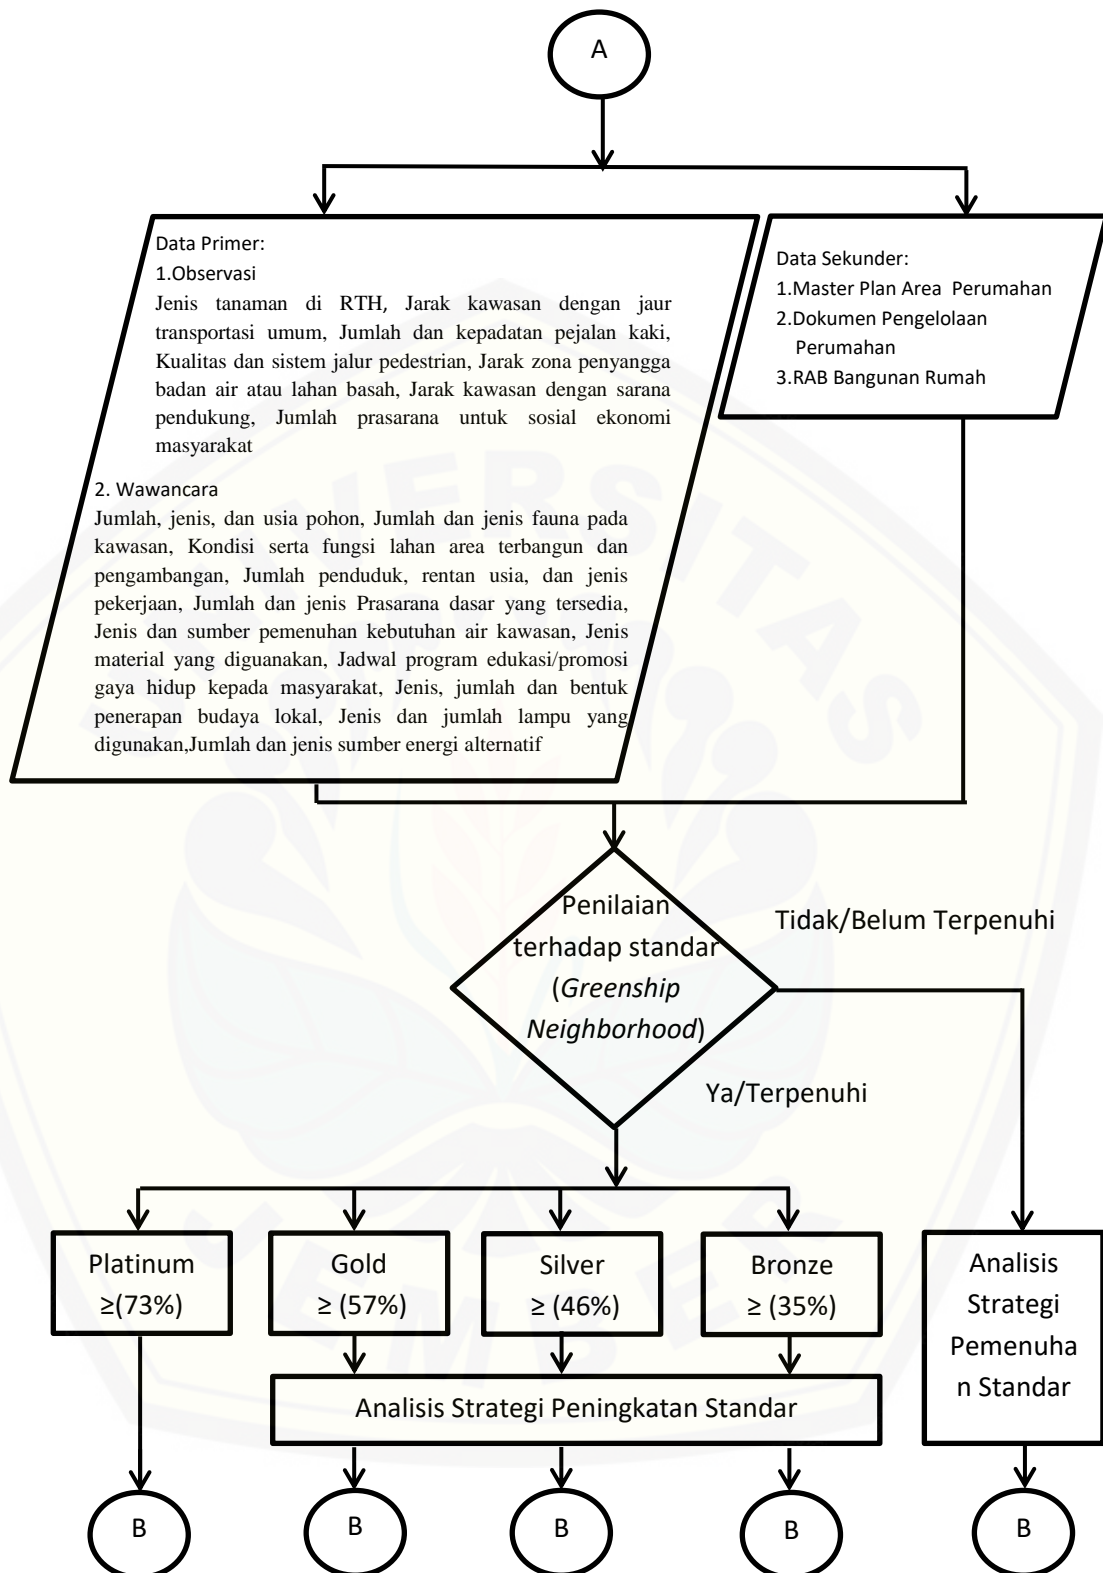 A
Data Primer:
1.Observasi
Jenis tanaman di RTH, Jarak kawasan dengan jaur
transportasi umum, Jumlah dan kepadatan pejalan kaki,
Kualitas dan sistem jalur pedestrian, Jarak zona penyangga
badan air atau lahan basah, Jarak kawasan dengan sarana
pendukung, Jumlah prasarana untuk sosial ekonomi
masyarakat
2. Wawancara
Jumlah, jenis, dan usia pohon, Jumlah dan jenis fauna pada
kawasan, Kondisi serta fungsi lahan area terbangun dan
pengambangan, Jumlah penduduk, rentan usia, dan jenis
pekerjaan, Jumlah dan jenis Prasarana dasar yang tersedia,
Jenis dan sumber pemenuhan kebutuhan air kawasan, Jenis
material yang diguanakan, Jadwal program edukasi/promosi
gaya hidup kepada masyarakat, Jenis, jumlah dan bentuk
penerapan budaya lokal, Jenis dan jumlah lampu yang
digunakan,Jumlah dan jenis sumber energi alternatif
Data Sekunder:
1.Master Plan Area Perumahan
2.Dokumen Pengelolaan
Perumahan
3.RAB Bangunan Rumah
Penilaian
terhadap standar
(Greenship
Neighborhood)
Tidak/Belum Terpenuhi
Ya/Terpenuhi
Platinum
≥(73%)
Gold
≥ (57%)
Silver
≥ (46%)
Bronze
≥ (35%)
Analisis
Strategi
Pemenuha
n Standar
Analisis Strategi Peningkatan Standar
B
B
B
B
B
UNIVERSITAS
JEMBER